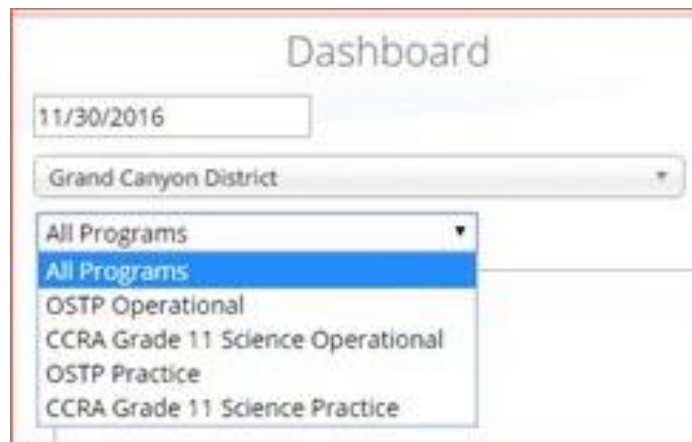 Dashboard
11/30/2016
Grand Canyon District
All Programs
All Programs
OSTP Operational
CCRA Grade 11 Science Operational
OSTP Practice
CCRA Grade 11 Science Practice